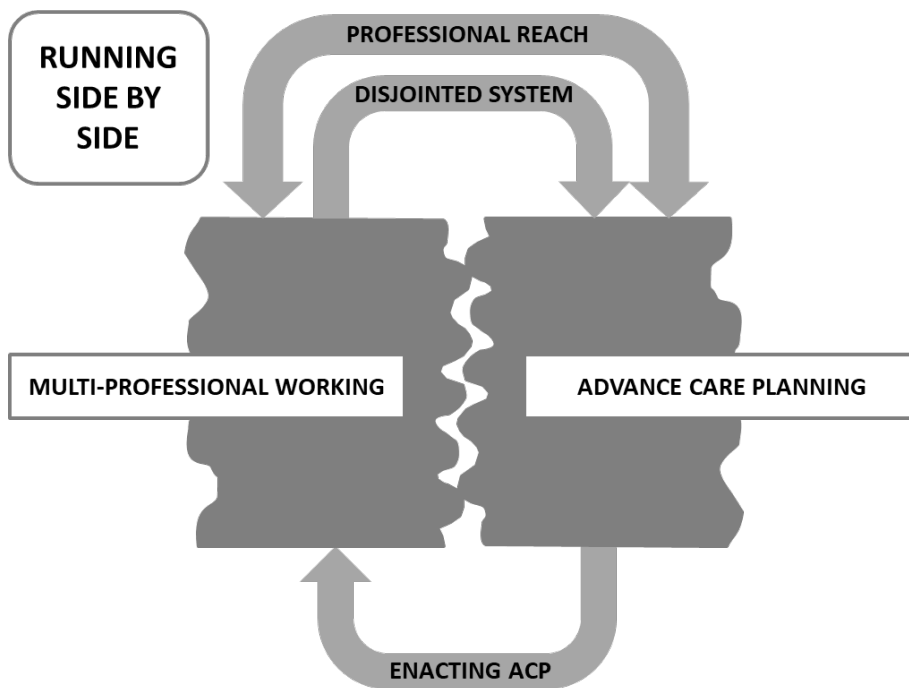 RUNNING
SIDE BY
SIDE
PROFESSIONAL REACH
DISJOINTED SYSTEM
MULTI-PROFESSIONAL WORKING
ADVANCE CARE PLANNING
ENACTING ACP